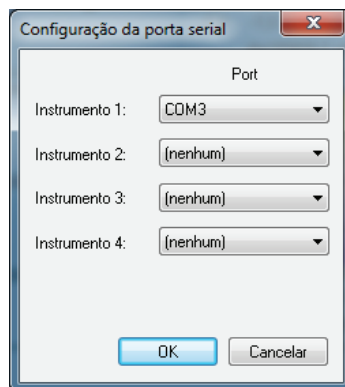 Configuração da porta serial
Port
Instrumento 1: COM3
Instrumento 2: (nenhum)
Instrumento 3: (nenhum)
Instrumento 4: (nenhum)
OK Cancelar